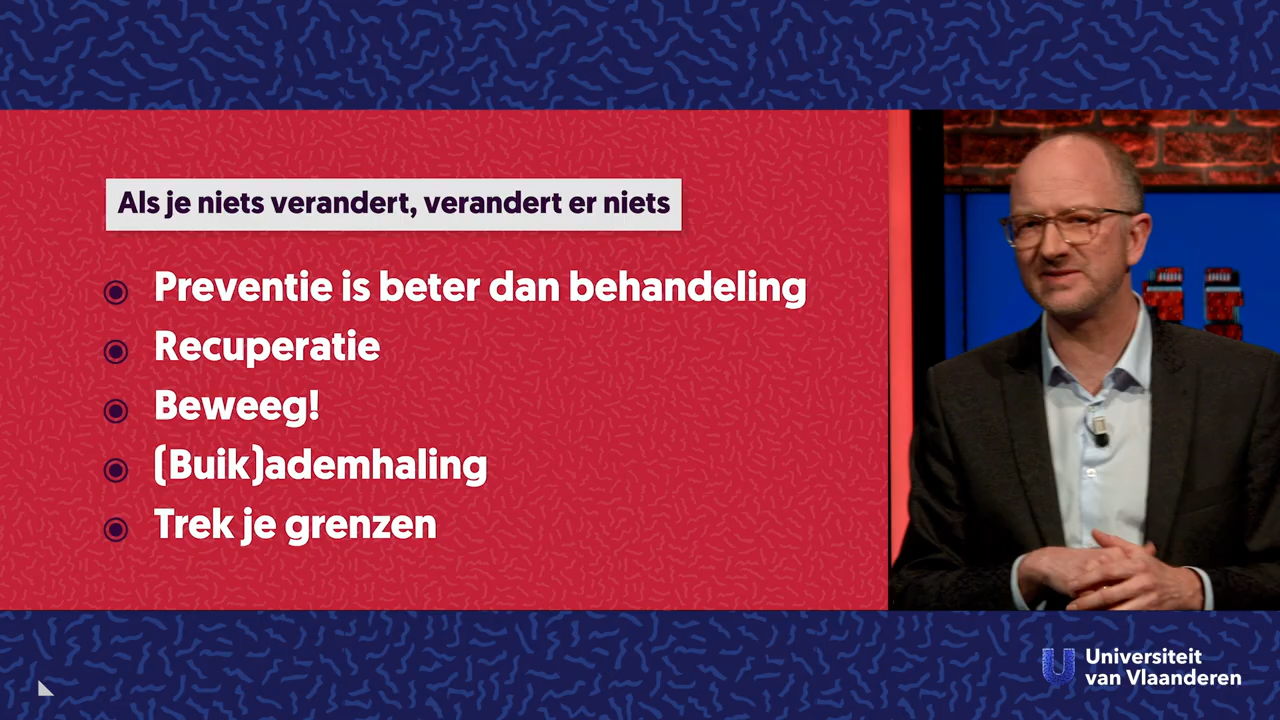 Als je niets verandert, verandert er niets
Preventie is beter dan behandeling
Recuperatie
Beweeg!
(Buik)ademhaling
Trek je grenzen
Universiteit
van Vlaanderen